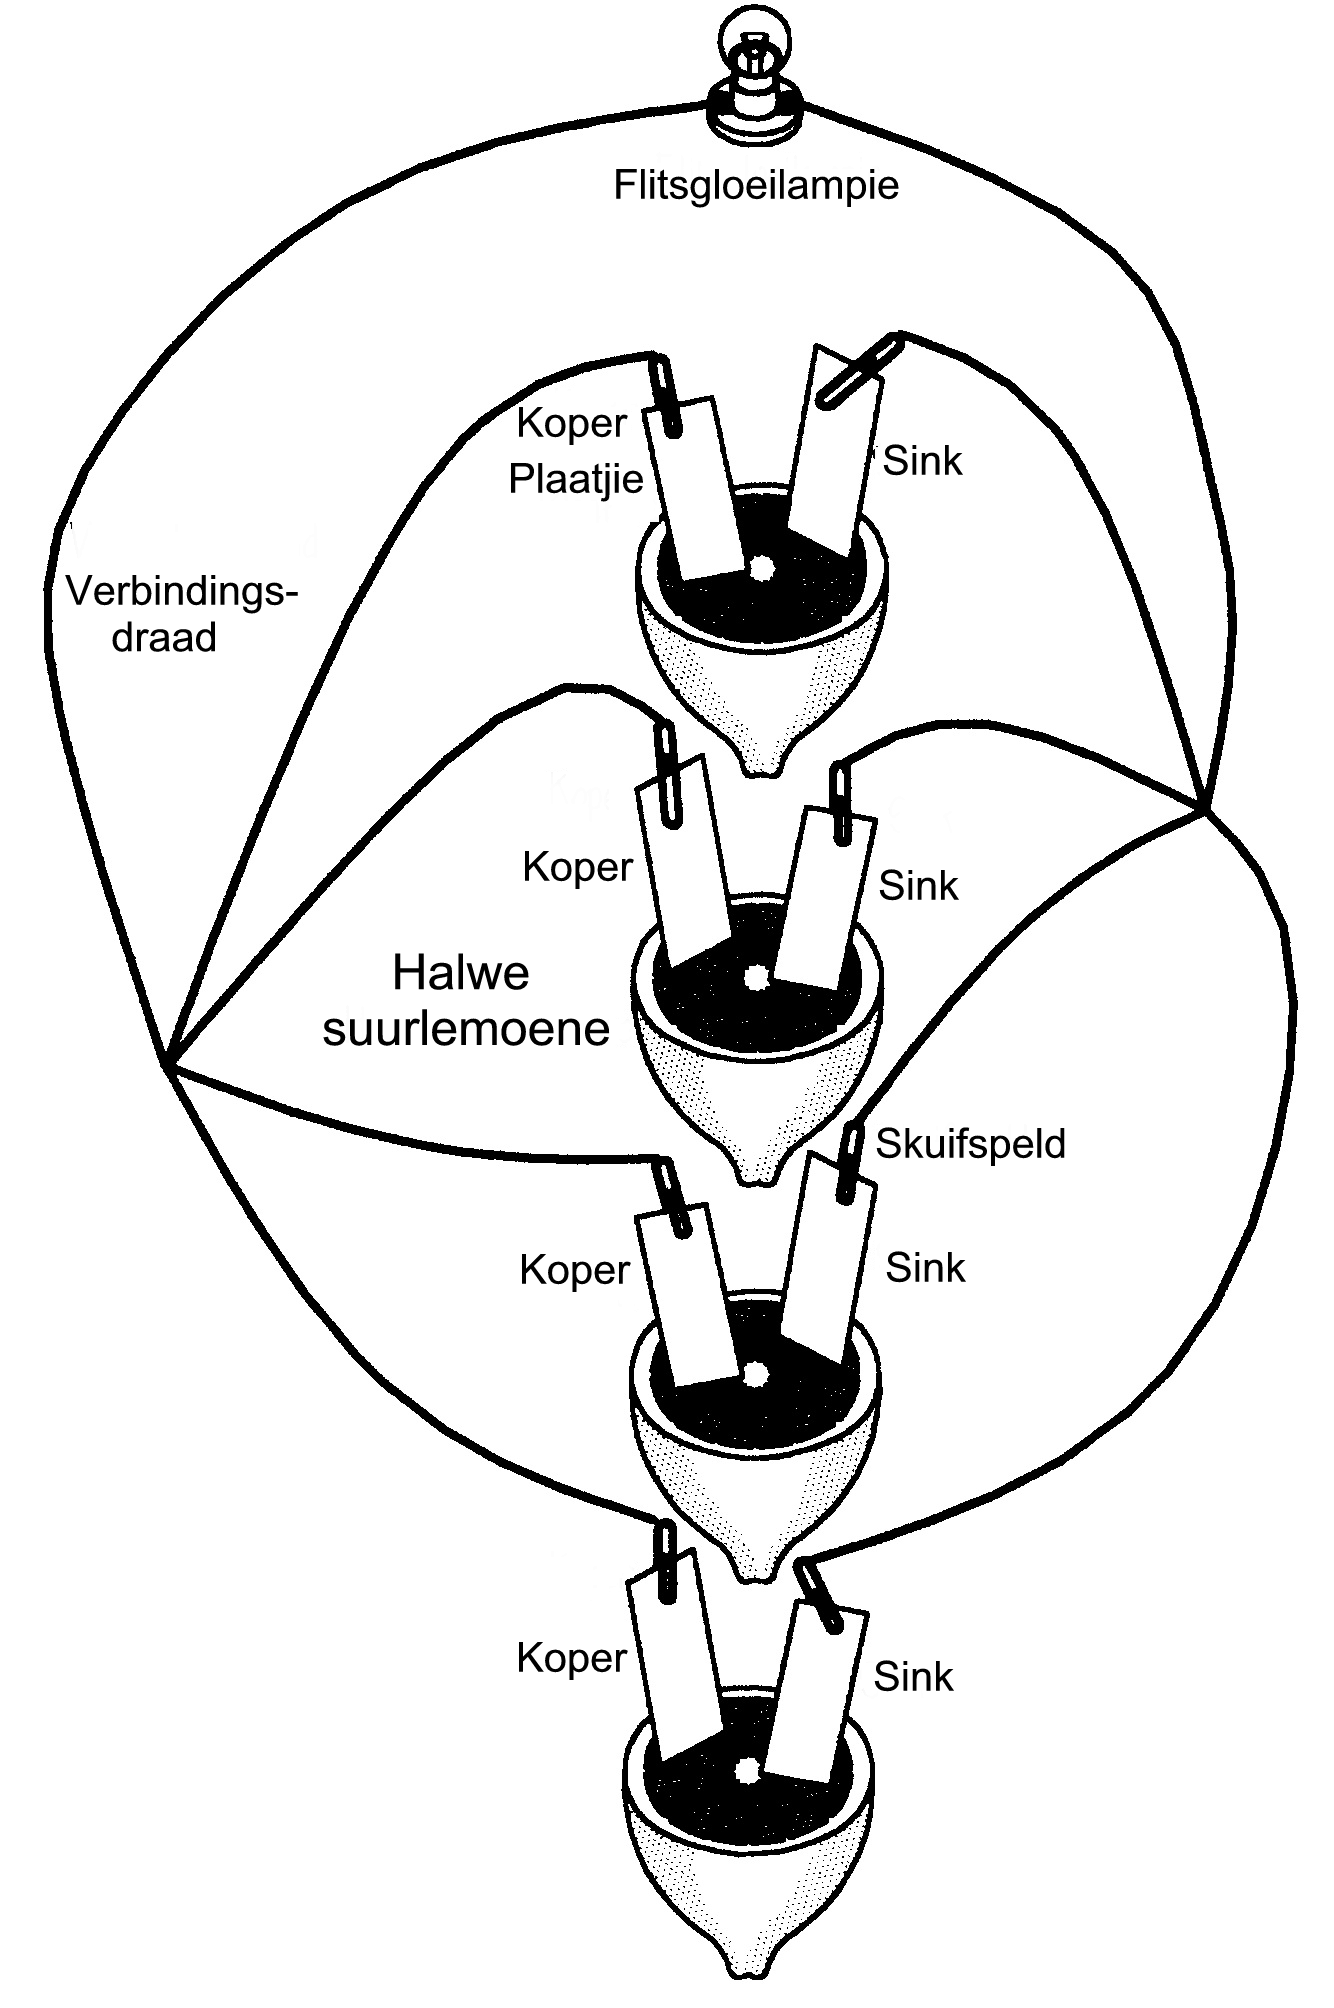 Flitsgloeilampie
Koper
Plaatjie
Sink
Verbindings-
draad
Koper
Sink
Halwe
suurlemoene
Skuifspeld
Koper
Sink
Koper
Sink